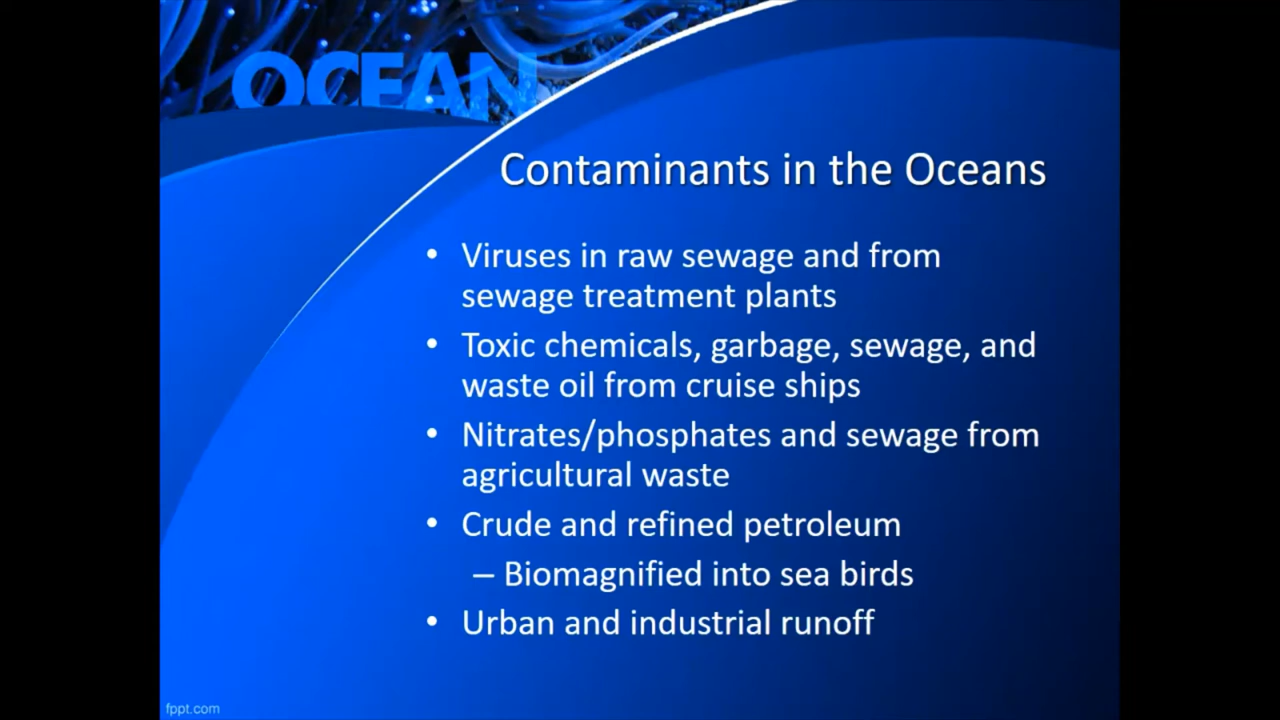 OCEAN
Contaminants in the Oceans
• Viruses in raw sewage and from
sewage treatment plants
• Toxic chemicals, garbage, sewage, and
waste oil from cruise ships
• Nitrates/phosphates and sewage from
agricultural waste
• Crude and refined petroleum
– Biomagnified into sea birds
• Urban and industrial runoff
fppt.com